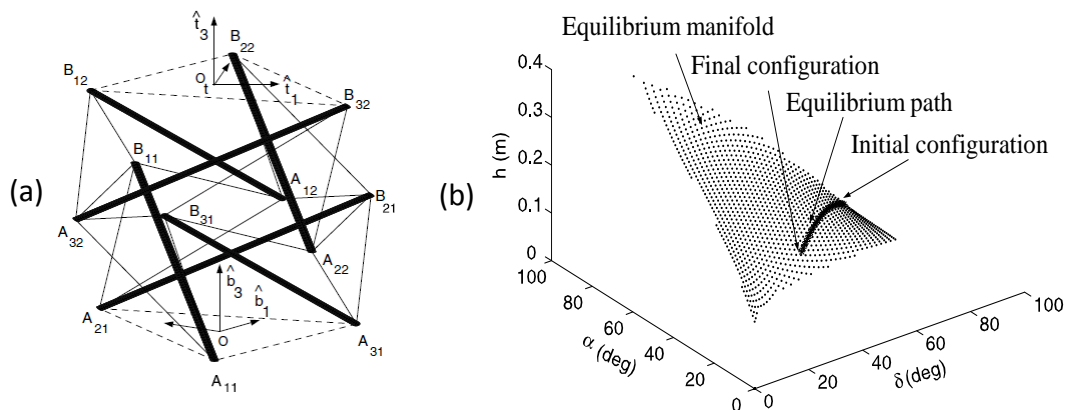 (a)
t̂3
B22
B12
Ot
t̂1
B32
B11
A12
B21
B31
A32
A22
b̂3
b̂1
A21
O
A31
A11
(b)
Equilibrium manifold
Final configuration
Equilibrium path
Initial configuration
h (m)
0.4
0.3
0.2
0.1
0
100
80
60
40
20
0
α (deg)
0
20
40
60
80
100
δ (deg)